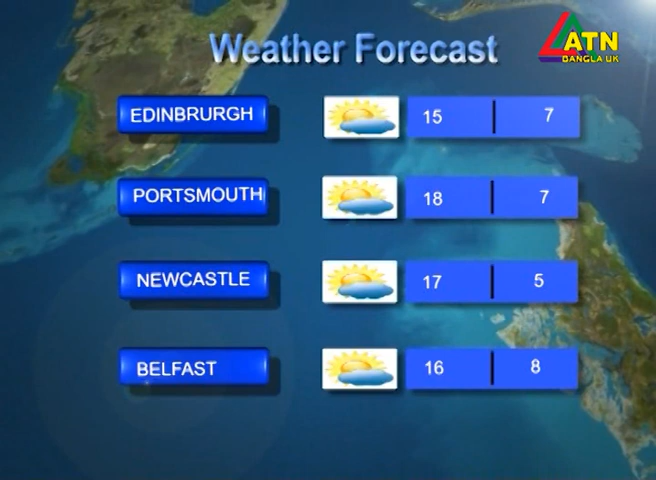 Weather Forecast
ATN
BANGLA UK
EDINBRURGH 15 7
PORTSMOUTH 18 7
NEWCASTLE 17 5
BELFAST 16 8